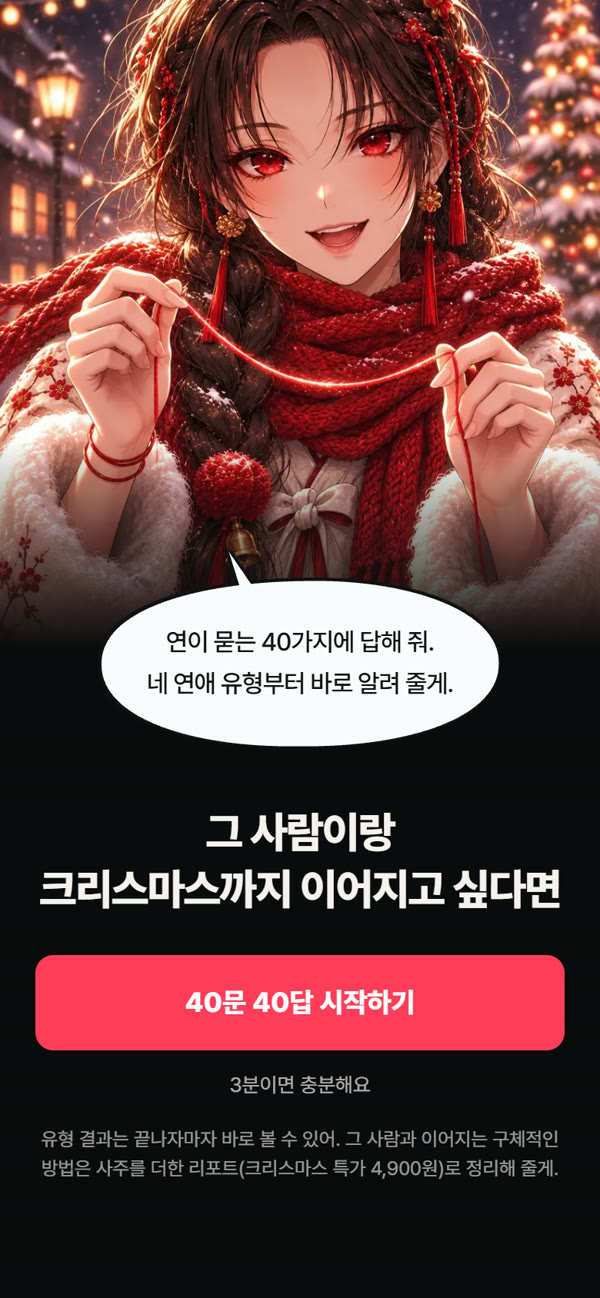 연이 묻는 40가지에 답해 줘.
네 연애 유형부터 바로 알려 줄게.
그 사람이랑
크리스마스까지 이어지고 싶다면
40문 40답 시작하기
3분이면 충분해요
유형 결과는 끝나자마자 바로 볼 수 있어. 그 사람과 이어지는 구체적인
방법은 사주를 더한 리포트(크리스마스 특가 4,900원)로 정리해 줄게.